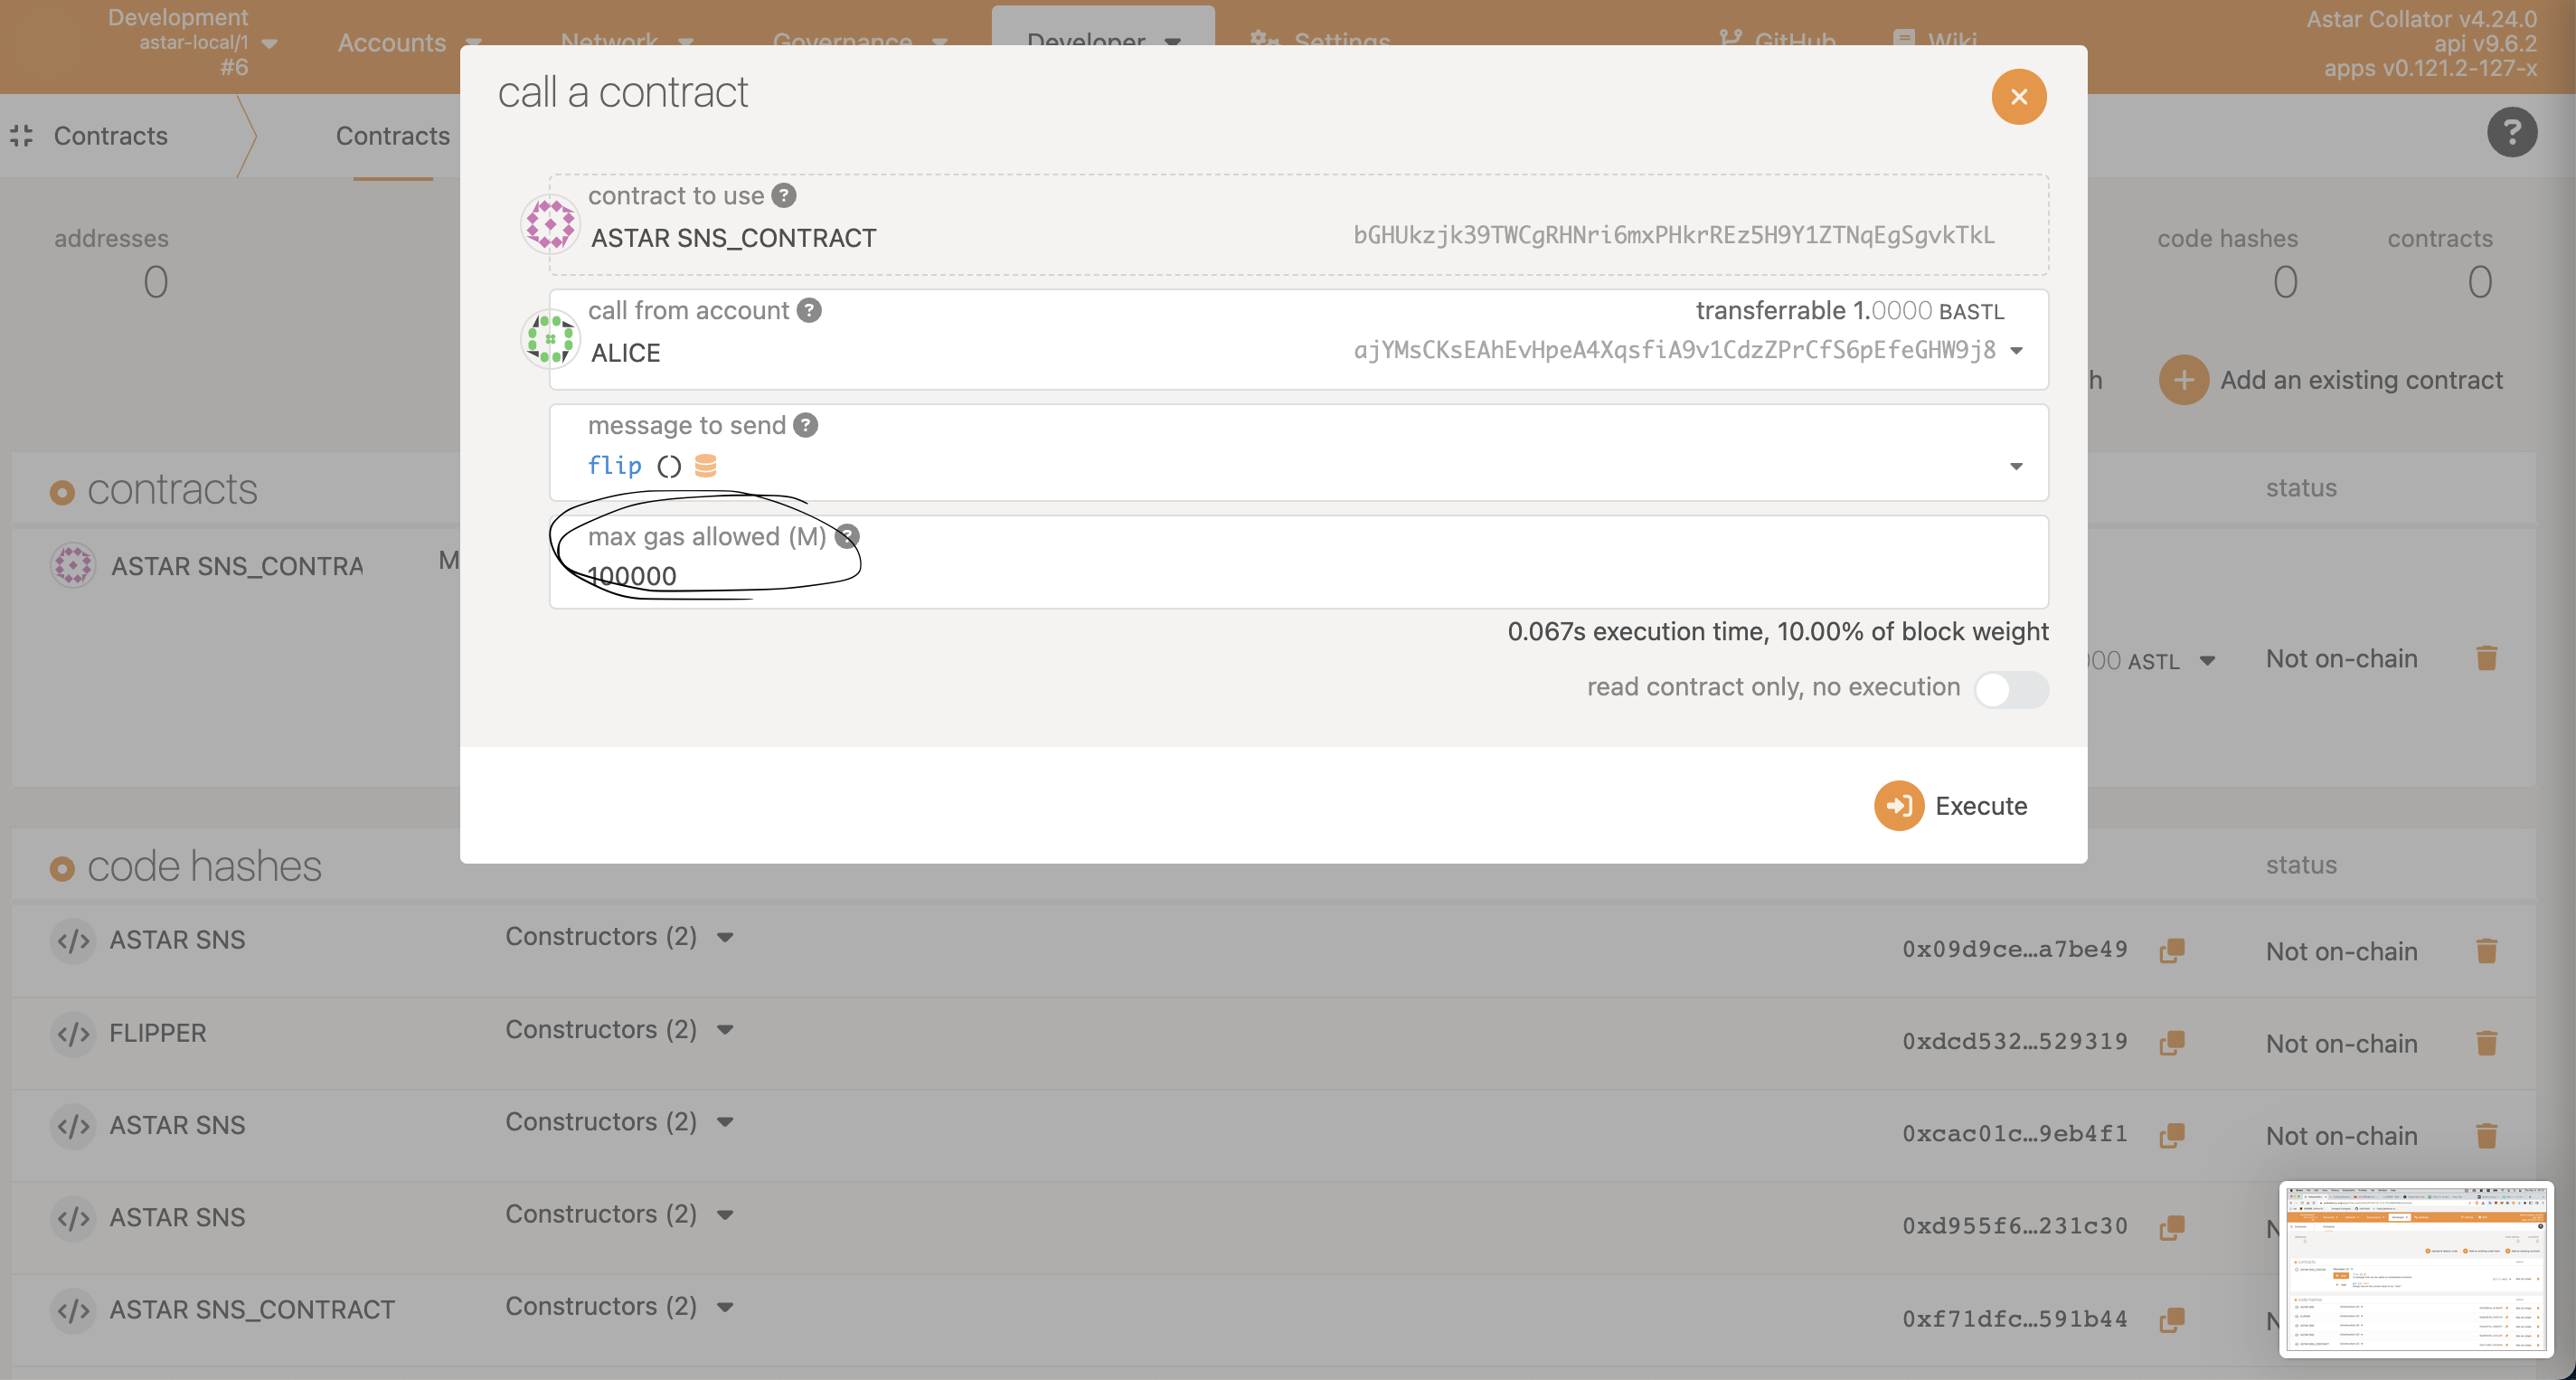 Development
astar-local/1
#6
Accounts
Network
Governance
Developer
Settings
GitHub
Wiki
Astar Collator v4.24.0
api v9.6.2
apps v0.121.2-127-x
Contracts
Contracts
addresses
0
code hashes
0
contracts
0
h
Add an existing contract
contracts
status
ASTAR SNS_CONTRA
M
000 ASTL
Not on-chain
call a contract
contract to use
ASTAR SNS_CONTRACT
bGHUkzjk39TWCgRHNri6mxPHkrREz5H9Y1ZTNqEgSgvkTkL
call from account
transferrable 1.0000 BASTL
ALICE
ajYMsCKsEAhEvHpeA4XqsfiA9v1CdzZPrCfS6pEfeGHW9j8
message to send
flip ()
max gas allowed (M)
100000
0.067s execution time, 10.00% of block weight
read contract only, no execution
Execute
code hashes
status
ASTAR SNS
Constructors (2)
0x09d9ce…a7be49
Not on-chain
FLIPPER
Constructors (2)
0xdcd532…529319
Not on-chain
ASTAR SNS
Constructors (2)
0xcac01c…9eb4f1
Not on-chain
ASTAR SNS
Constructors (2)
0xd955f6…231c30
ASTAR SNS_CONTRACT
Constructors (2)
0xf71dfc…591b44